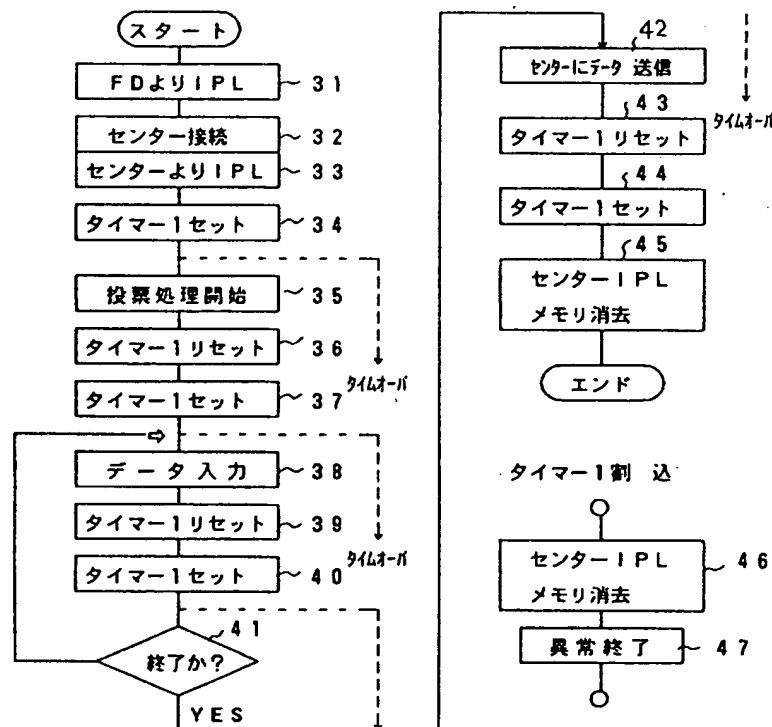 スタート
FDよりIPL 31
センター接続 32
センターよりIPL 33
タイマー1セット 34
投票処理開始 35
タイマー1リセット 36
タイマー1セット 37
タイムオーバ
⇨
データ入力 38
タイマー1リセット 39
タイマー1セット 40
タイムオーバ
41
終了か?
YES
42
センターにデータ 送信
タイムオーバ
43
タイマー1リセット
44
タイマー1セット
45
センターIPL
メモリ消去
エンド
タイマー1割 込
センターIPL 46
メモリ消去
異常終了 47